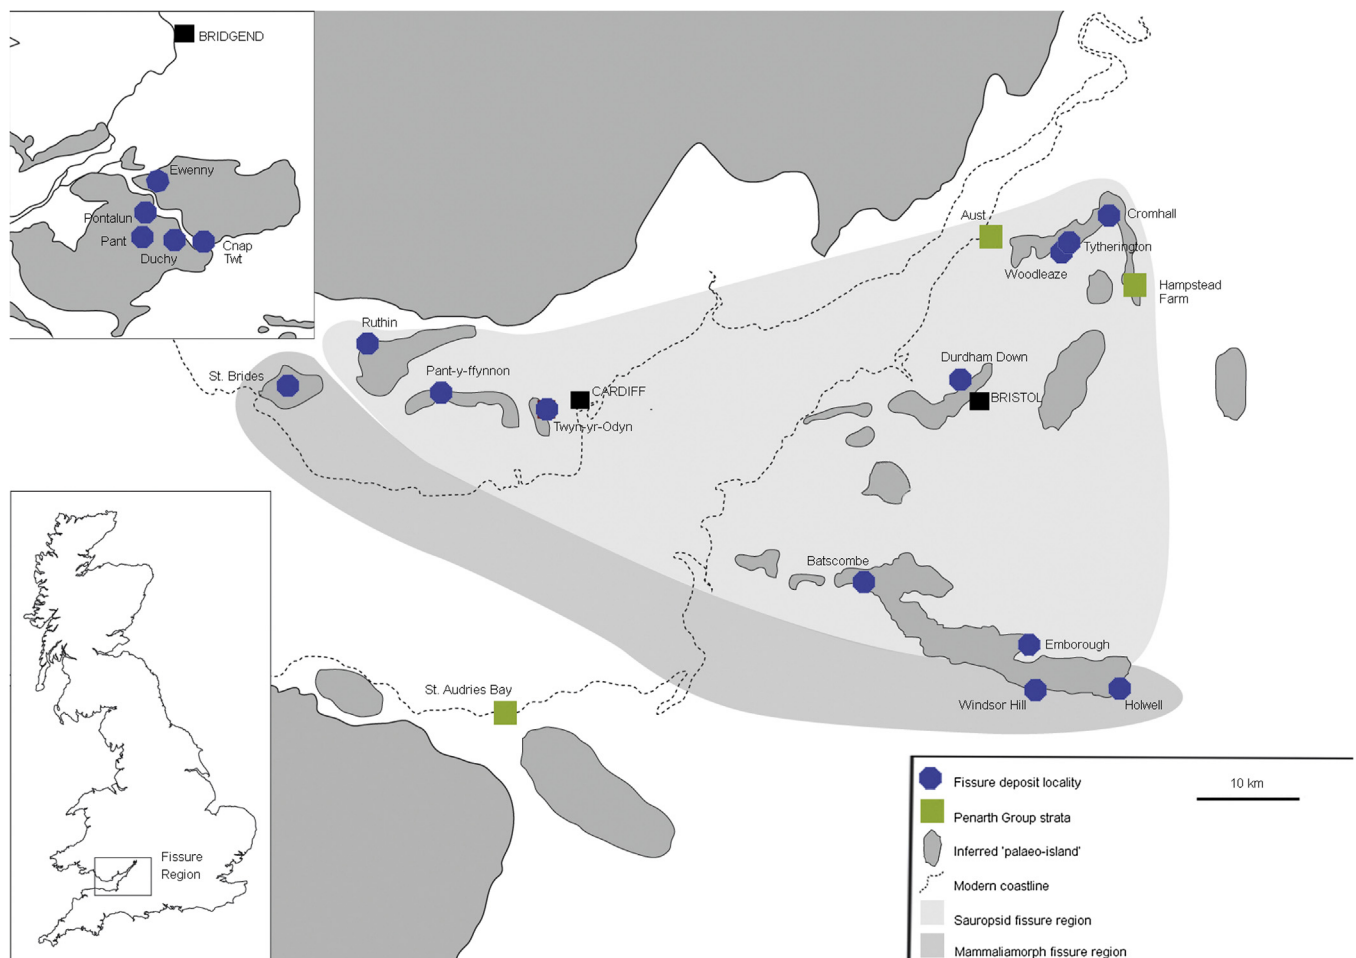 BRIDGEND
Ewenny
Pontalun
Pant
Duchy
Cnap
Twt
Aust
Cromhall
Tytherington
Woodleaze
Hampstead
Farm
Ruthin
St. Brides
Pant-y-ffynnon
CARDIFF
Twyn-yr-Odyn
Durdham Down
BRISTOL
Batscombe
Emborough
Windsor Hill
Holwell
St. Audries Bay
Fissure
Region
Fissure deposit locality
10 km
Penarth Group strata
Inferred 'palaeo-island'
Modern coastline
Sauropsid fissure region
Mammaliamorph fissure region